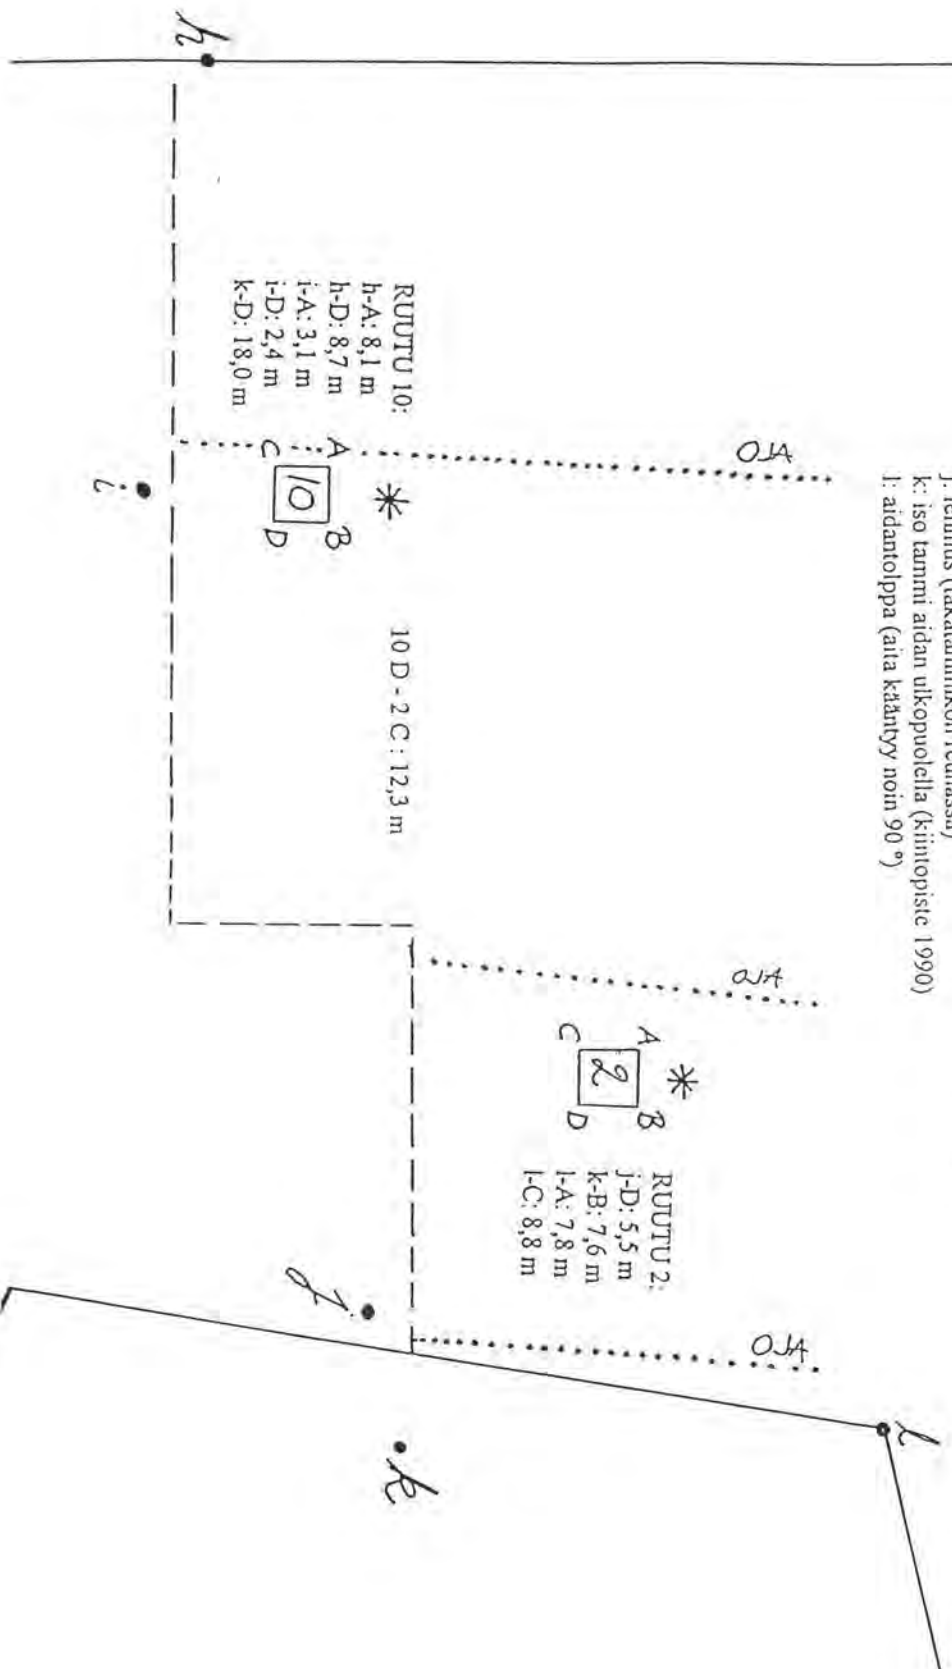 k: iso tammi aidan ulkopuolella (kiintopiste 1990)
l: aidantolppa (aita kääntyy noin 90 °)
OJA
OJA
OJA
l
h
RUUTU 10:
h-A: 8,1 m
h-D: 8,7 m
i-A: 3,1 m
i-D: 2,4 m
k-D: 18,0 m
A
B
10
C
D
i
10 D - 2 C : 12,3 m
A
B
2
C
D
RUUTU 2:
j-D: 5,5 m
k-B: 7,6 m
l-A: 7,8 m
l-C: 8,8 m
j
k